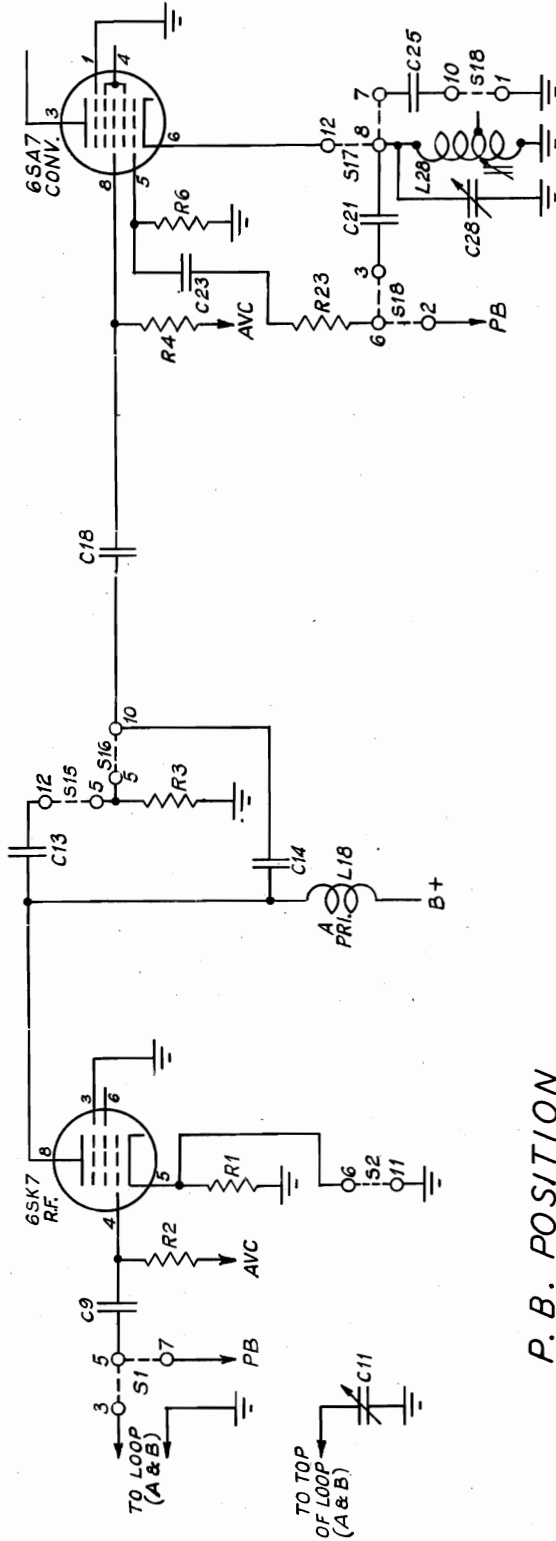 6SK7
R.F.
8
3
6
4
5
C9
5
3
S1
7
PB
TO LOOP
(A & B)
R2
AVC
R1
6
S2
11
TO TOP
OF LOOP
(A & B)
C11
C13
12
S15
5
S16
5
10
R3
C14
A
PRI.
L18
B+
C18
6SA7
CONV.
3
1
4
8
5
6
R4
AVC
R6
C23
R23
6
S18
2
PB
3
C21
12
S17
8
7
C25
10
S18
1
L28
C28
P. B. POSITION